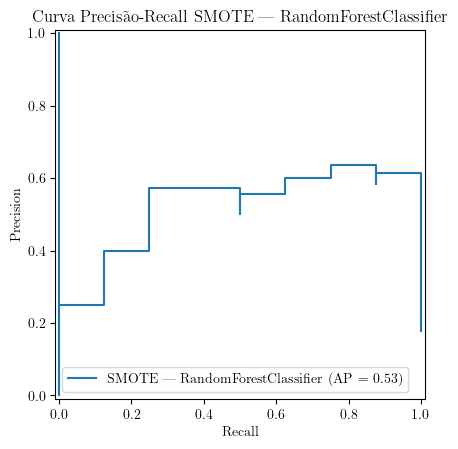 Curva Precisão-Recall SMOTE — RandomForestClassifier
1.0
0.8
0.6
0.4
0.2
0.0
Precision
SMOTE — RandomForestClassifier (AP = 0.53)
0.0 0.2 0.4 0.6 0.8 1.0
Recall